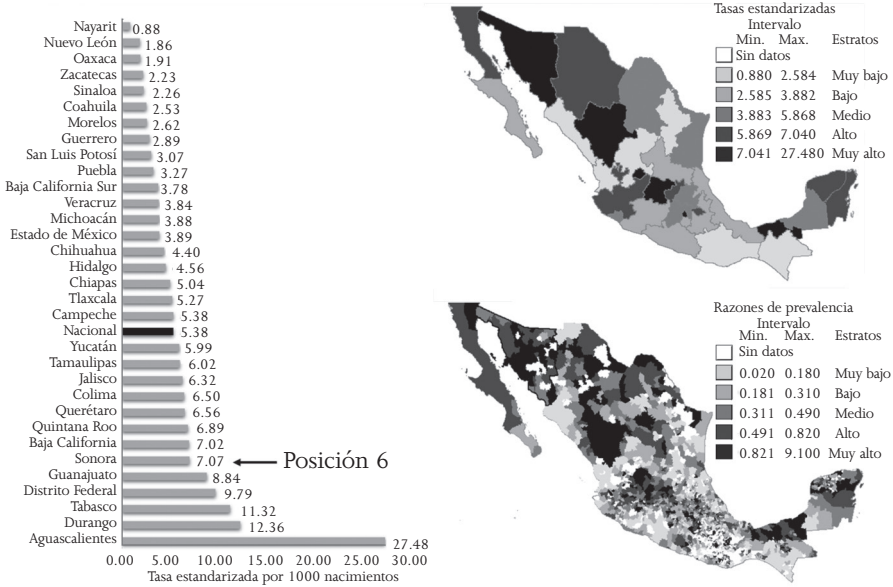 Nayarit 0.88
Nuevo León 1.86
Oaxaca 1.91
Zacatecas 2.23
Sinaloa 2.26
Coahuila 2.53
Morelos 2.62
Guerrero 2.89
San Luis Potosí 3.07
Puebla 3.27
Baja California Sur 3.78
Veracruz 3.84
Michoacán 3.88
Estado de México 3.89
Chihuahua 4.40
Hidalgo 4.56
Chiapas 5.04
Tlaxcala 5.27
Campeche 5.38
Nacional 5.38
Yucatán 5.99
Tamaulipas 6.02
Jalisco 6.32
Colima 6.50
Querétaro 6.56
Quintana Roo 6.89
Baja California 7.02
Sonora 7.07 Posición 6
Guanajuato 8.84
Distrito Federal 9.79
Tabasco 11.32
Durango 12.36
Aguascalientes 27.48
0.00 5.00 10.00 15.00 20.00 25.00 30.00
Tasa estandarizada por 1000 nacimientos
Tasas estandarizadas
Intervalo
Min. Max. Estratos
Sin datos
0.880 2.584 Muy bajo
2.585 3.882 Bajo
3.883 5.868 Medio
5.869 7.040 Alto
7.041 27.480 Muy alto
Razones de prevalencia
Intervalo
Min. Max. Estratos
Sin datos
0.020 0.180 Muy bajo
0.181 0.310 Bajo
0.311 0.490 Medio
0.491 0.820 Alto
0.821 9.100 Muy alto